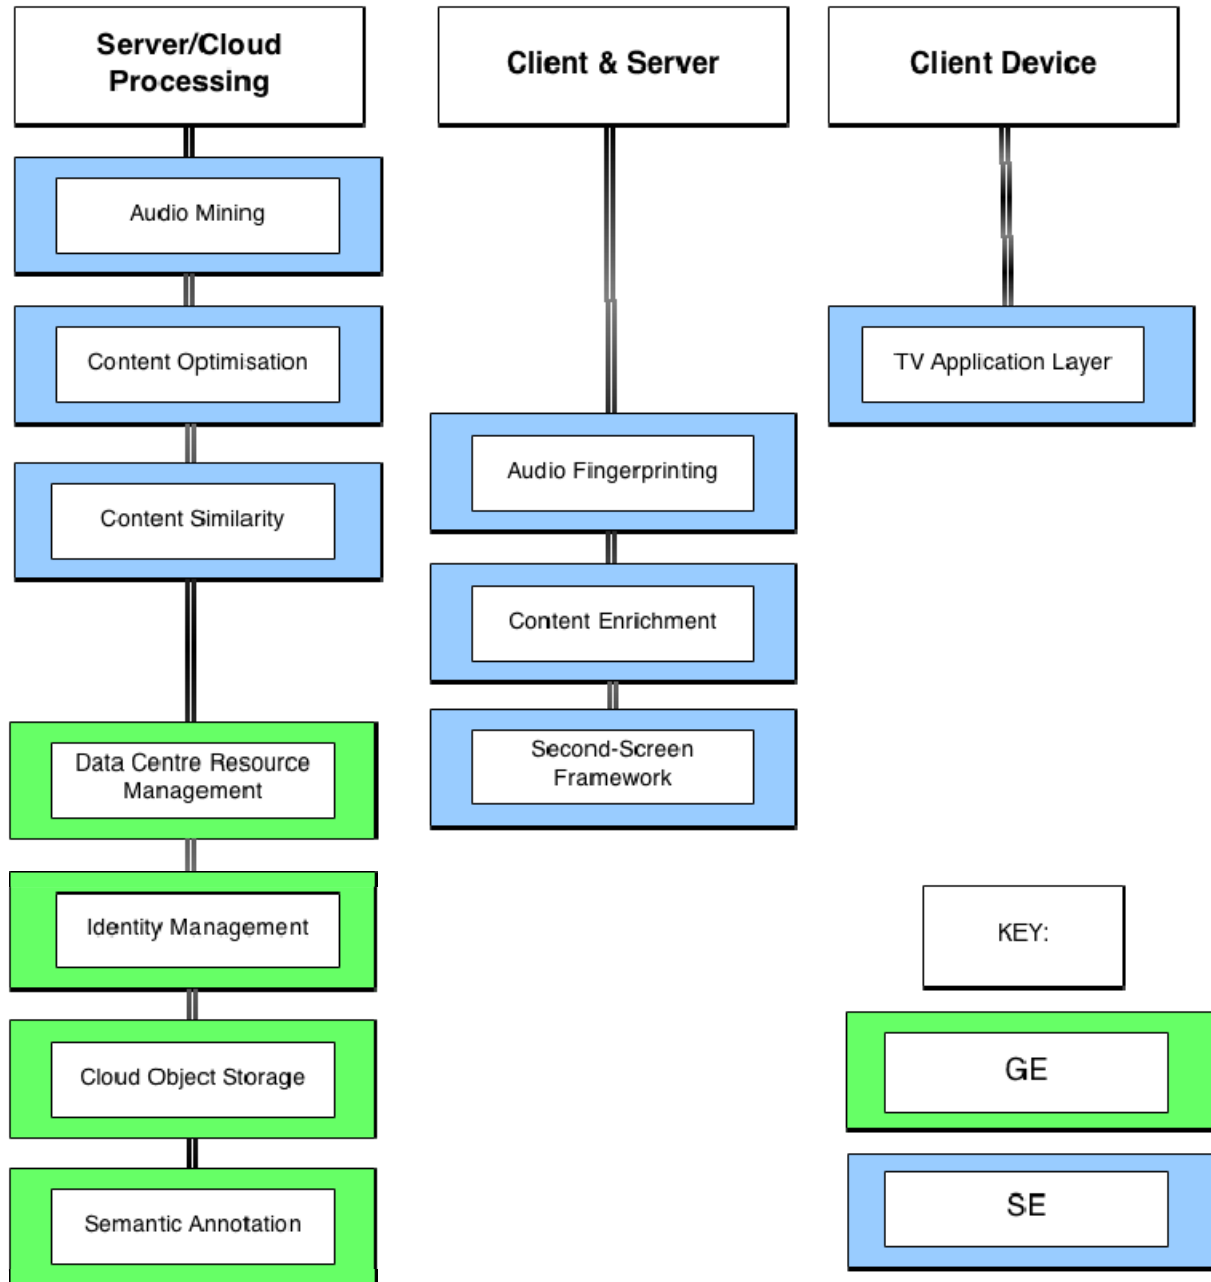 Server/Cloud
Processing
Audio Mining
Content Optimisation
Content Similarity
Data Centre Resource
Management
Identity Management
Cloud Object Storage
Semantic Annotation
Client & Server
Audio Fingerprinting
Content Enrichment
Second-Screen
Framework
Client Device
TV Application Layer
KEY:
GE
SE